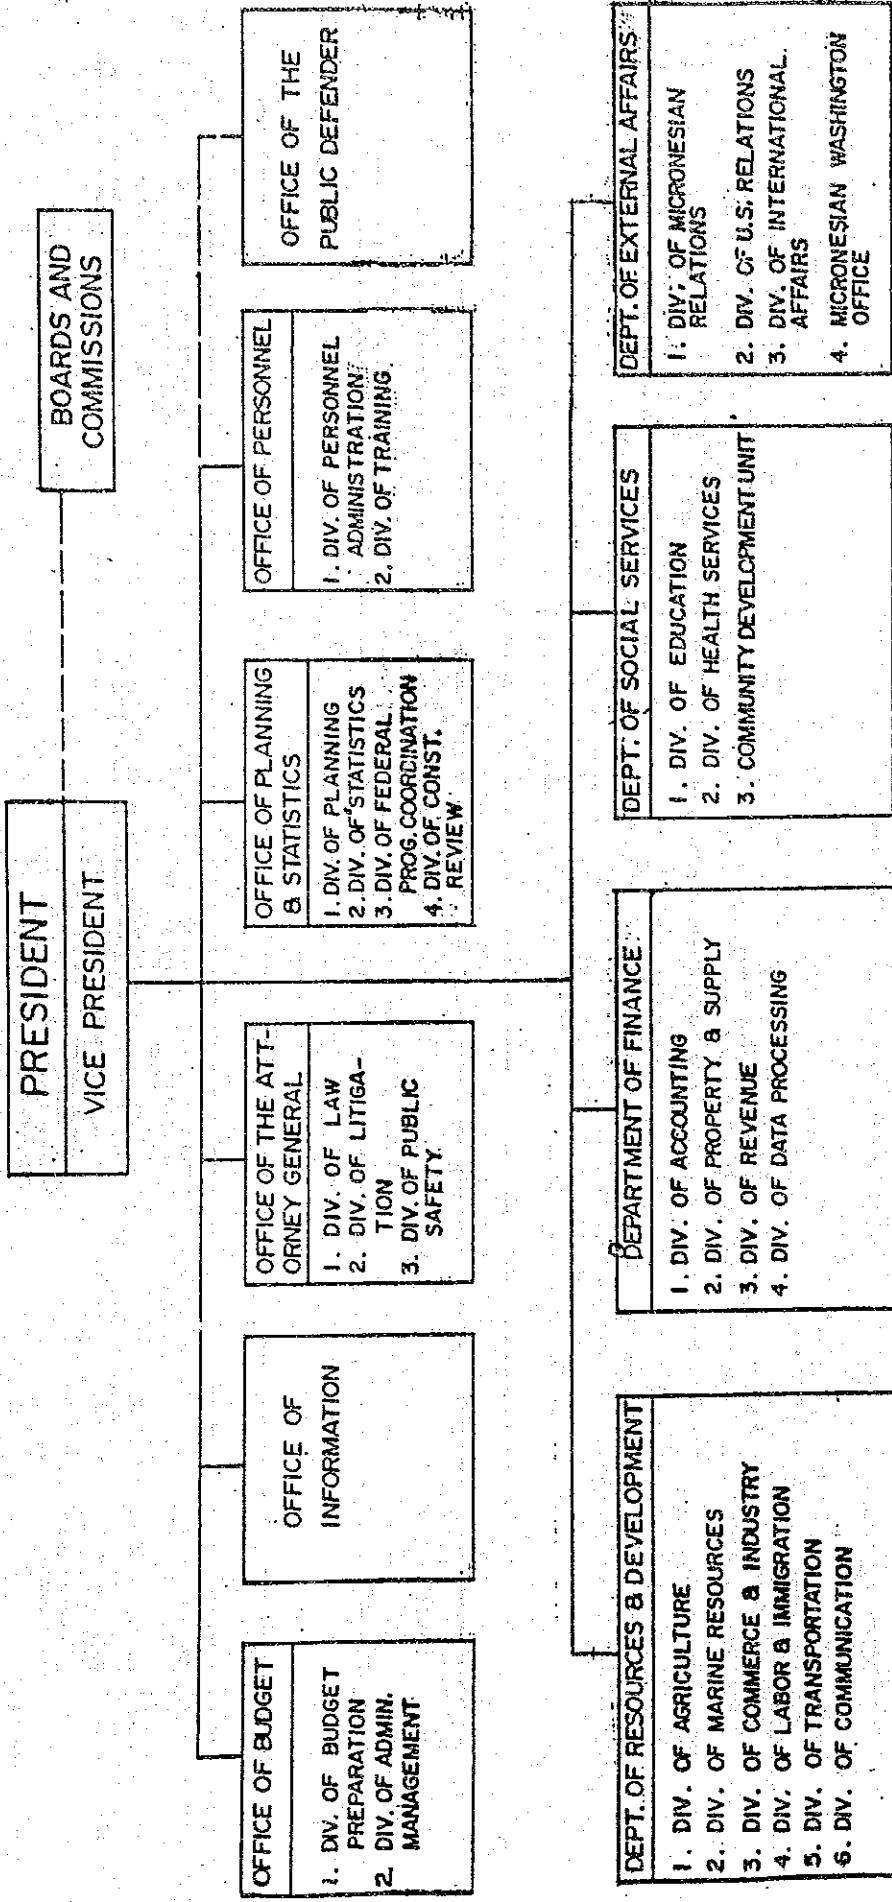 PRESIDENT
VICE PRESIDENT
BOARDS AND
COMMISSIONS
OFFICE OF BUDGET
1. DIV. OF BUDGET
PREPARATION
2. DIV. OF ADMIN.
MANAGEMENT
OFFICE OF
INFORMATION
OFFICE OF THE ATT-
ORNEY GENERAL
1. DIV. OF LAW
2. DIV. OF LITIGA-
TION
3. DIV. OF PUBLIC
SAFETY
OFFICE OF PLANNING
& STATISTICS
1. DIV. OF PLANNING
2. DIV. OF STATISTICS
3. DIV. OF FEDERAL
PROG. COORDINATION
4. DIV. OF CONST.
REVIEW
OFFICE OF PERSONNEL
1. DIV. OF PERSONNEL
ADMINISTRATION
2. DIV. OF TRAINING
OFFICE OF THE
PUBLIC DEFENDER
DEPT. OF RESOURCES & DEVELOPMENT
1. DIV. OF AGRICULTURE
2. DIV. OF MARINE RESOURCES
3. DIV. OF COMMERCE & INDUSTRY
4. DIV. OF LABOR & IMMIGRATION
5. DIV. OF TRANSPORTATION
6. DIV. OF COMMUNICATION
DEPARTMENT OF FINANCE
1. DIV. OF ACCOUNTING
2. DIV. OF PROPERTY & SUPPLY
3. DIV. OF REVENUE
4. DIV. OF DATA PROCESSING
DEPT. OF SOCIAL SERVICES
1. DIV. OF EDUCATION
2. DIV. OF HEALTH SERVICES
3. COMMUNITY DEVELOPMENT UNIT
DEPT. OF EXTERNAL AFFAIRS
1. DIV. OF MICRONESIAN
RELATIONS
2. DIV. OF U.S. RELATIONS
3. DIV. OF INTERNATIONAL
AFFAIRS
4. MICRONESIAN WASHINGTON
OFFICE